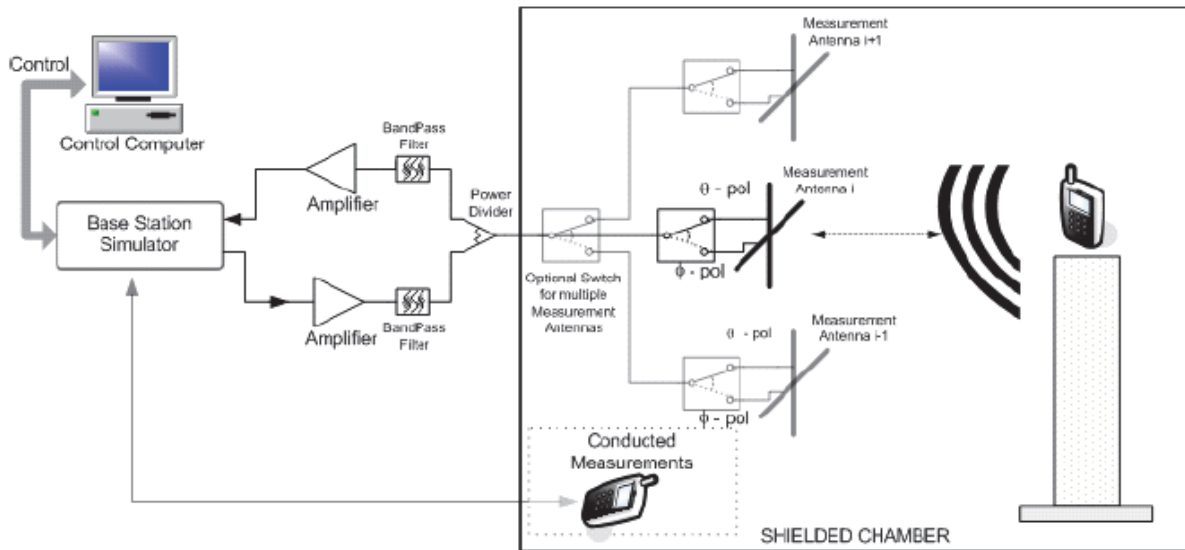 Control
Control Computer
Base Station
Simulator
Amplifier
BandPass
Filter
Amplifier
BandPass
Filter
Power
Divider
Optional Switch
for multiple
Measurement
Antennas
Measurement
Antenna i+1
θ - pol
Measurement
Antenna i
ϕ - pol
θ - pol
Measurement
Antenna i-1
ϕ - pol
Conducted
Measurements
SHIELDED CHAMBER